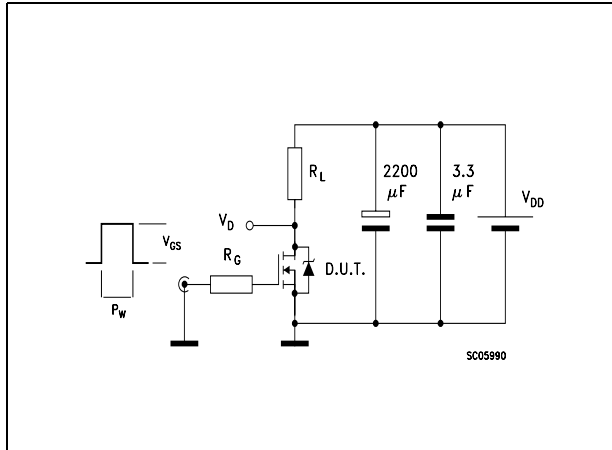 R_L
2200
μF
3.3
μF
V_DD
V_D
V_GS
R_G
D.U.T.
P_W
SC05990